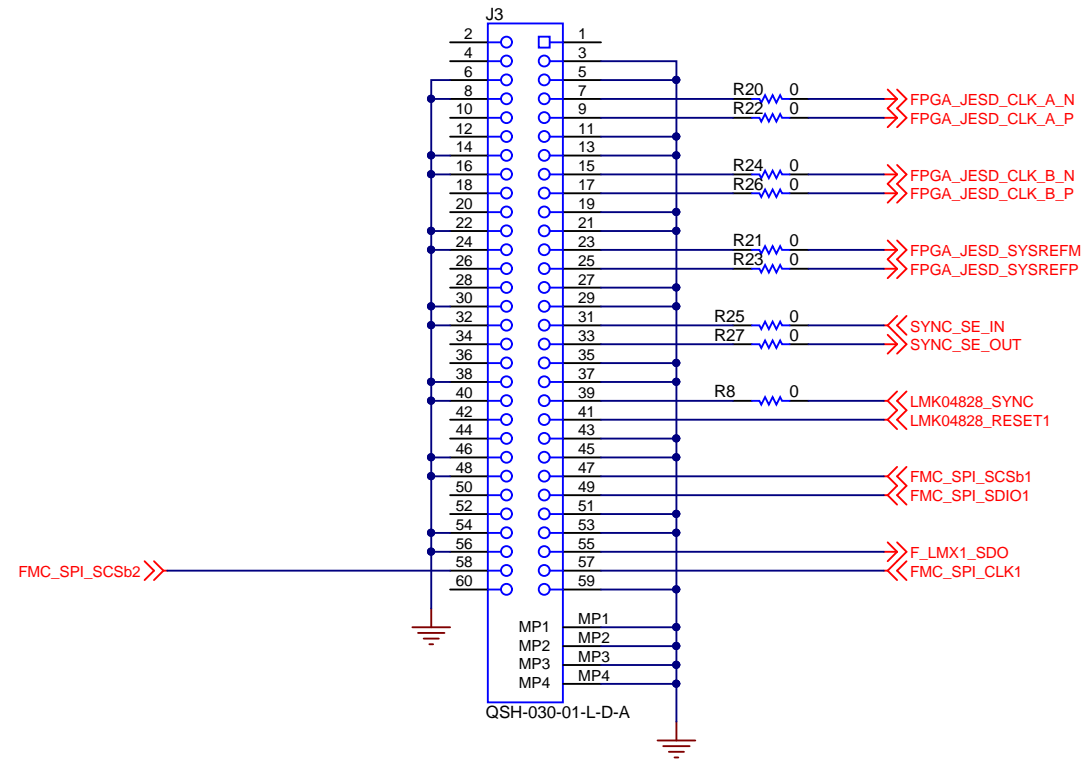 J3
2 1
4 3
6 5
8 7 R20 0 FPGA_JESD_CLK_A_N
10 9 R22 0 FPGA_JESD_CLK_A_P
12 11
14 13
16 15 R24 0 FPGA_JESD_CLK_B_N
18 17 R26 0 FPGA_JESD_CLK_B_P
20 19
22 21
24 23 R21 0 FPGA_JESD_SYSREFM
26 25 R23 0 FPGA_JESD_SYSREFP
28 27
30 29
32 31 R25 0 SYNC_SE_IN
34 33 R27 0 SYNC_SE_OUT
36 35
38 37
40 39 R8 0 LMK04828_SYNC
42 41 LMK04828_RESET1
44 43
46 45
48 47 FMC_SPI_SCSb1
50 49 FMC_SPI_SDIO1
52 51
54 53
56 55 F_LMX1_SDO
FMC_SPI_SCSb2 58 57 FMC_SPI_CLK1
60 59
MP1 MP1
MP2 MP2
MP3 MP3
MP4 MP4
QSH-030-01-L-D-A